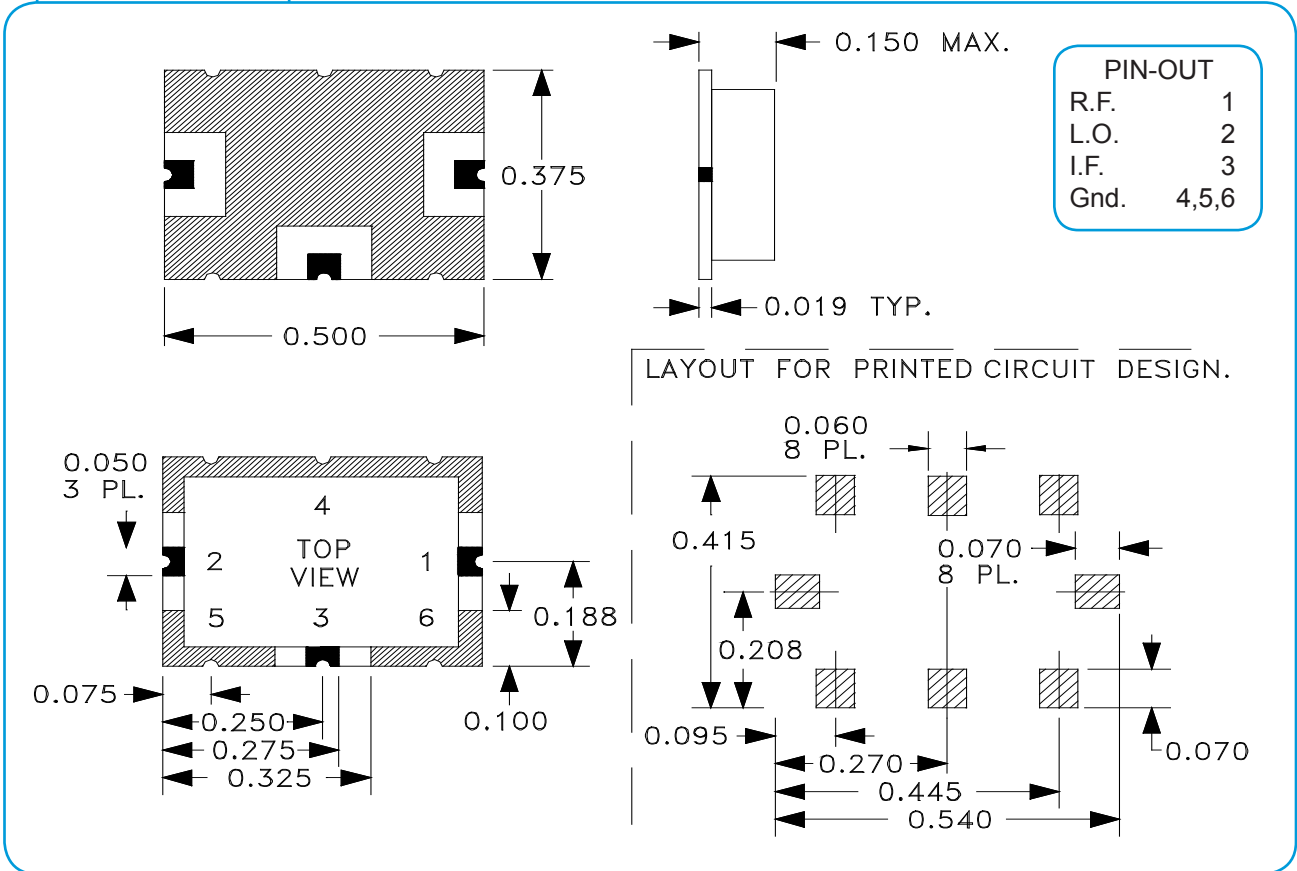 0.150 MAX.
PIN-OUT
R.F. 1
L.O. 2
I.F. 3
Gnd. 4,5,6
0.375
0.500
0.019 TYP.
LAYOUT FOR PRINTED CIRCUIT DESIGN.
0.050
3 PL.
4
TOP
VIEW
2
1
5
3
6
0.188
0.075
0.250
0.275
0.325
0.100
0.060
8 PL.
0.415
0.070
8 PL.
0.208
0.095
0.270
0.445
0.540
0.070